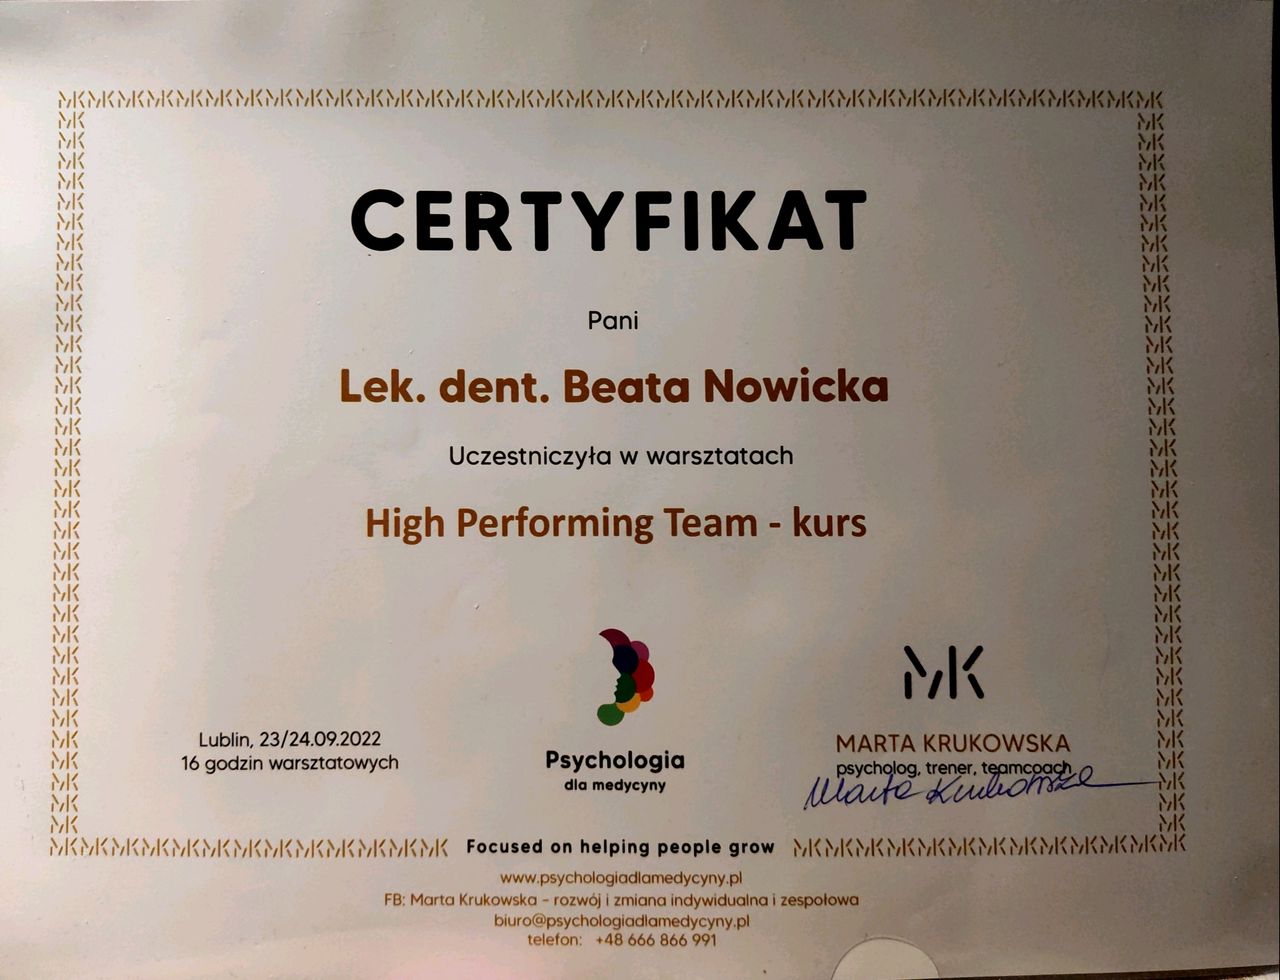 CERTYFIKAT
Pani
Lek. dent. Beata Nowicka
Uczestniczyła w warsztatach
High Performing Team - kurs
Lublin, 23/24.09.2022
16 godzin warsztatowych
Psychologia
dla medycyny
MK
MARTA KRUKOWSKA
psycholog, trener, teamcoach
Marta Krukowska
Focused on helping people grow
www.psychologiadlamedycyny.pl
FB: Marta Krukowska - rozwój i zmiana indywidualna i zespołowa
biuro@psychologiadlamedycyny.pl
telefon: +48 666 866 991